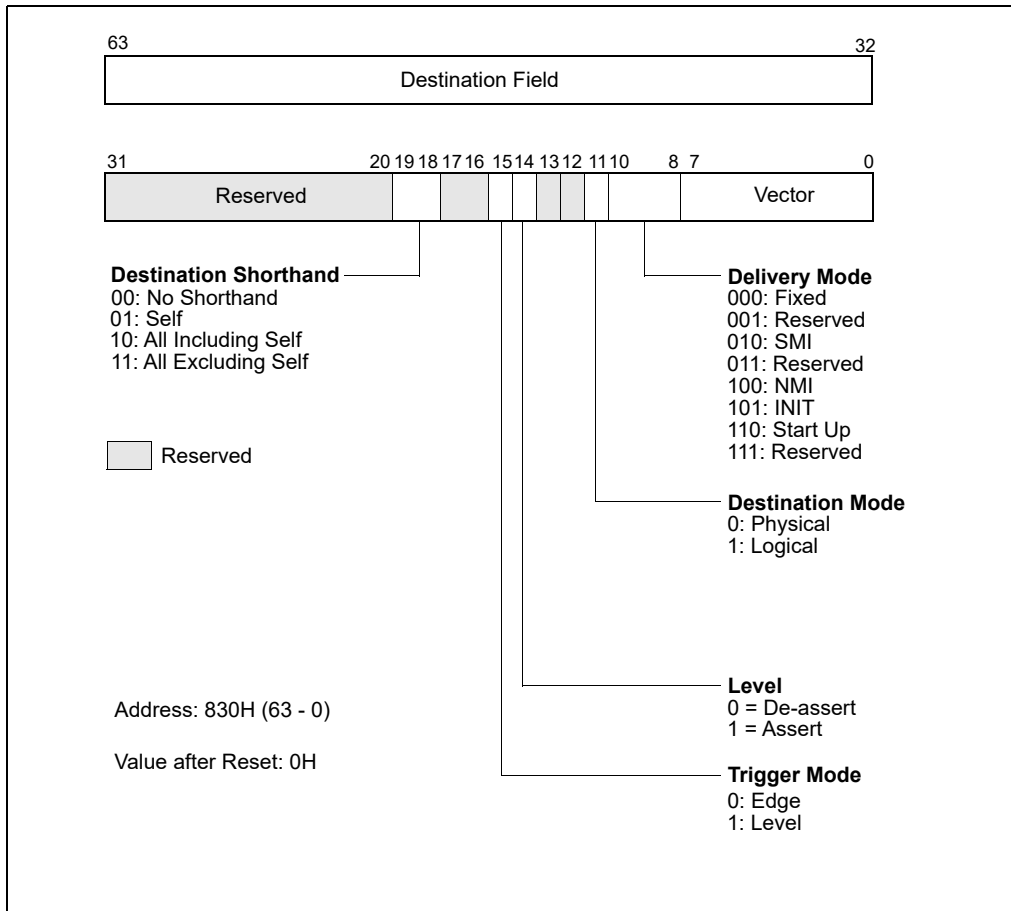 63 32
Destination Field
31 20 19 18 17 16 15 14 13 12 11 10 8 7 0
Reserved Vector
Destination Shorthand
00: No Shorthand
01: Self
10: All Including Self
11: All Excluding Self
Reserved
Delivery Mode
000: Fixed
001: Reserved
010: SMI
011: Reserved
100: NMI
101: INIT
110: Start Up
111: Reserved
Destination Mode
0: Physical
1: Logical
Level
0 = De-assert
1 = Assert
Address: 830H (63 - 0)
Value after Reset: 0H
Trigger Mode
0: Edge
1: Level